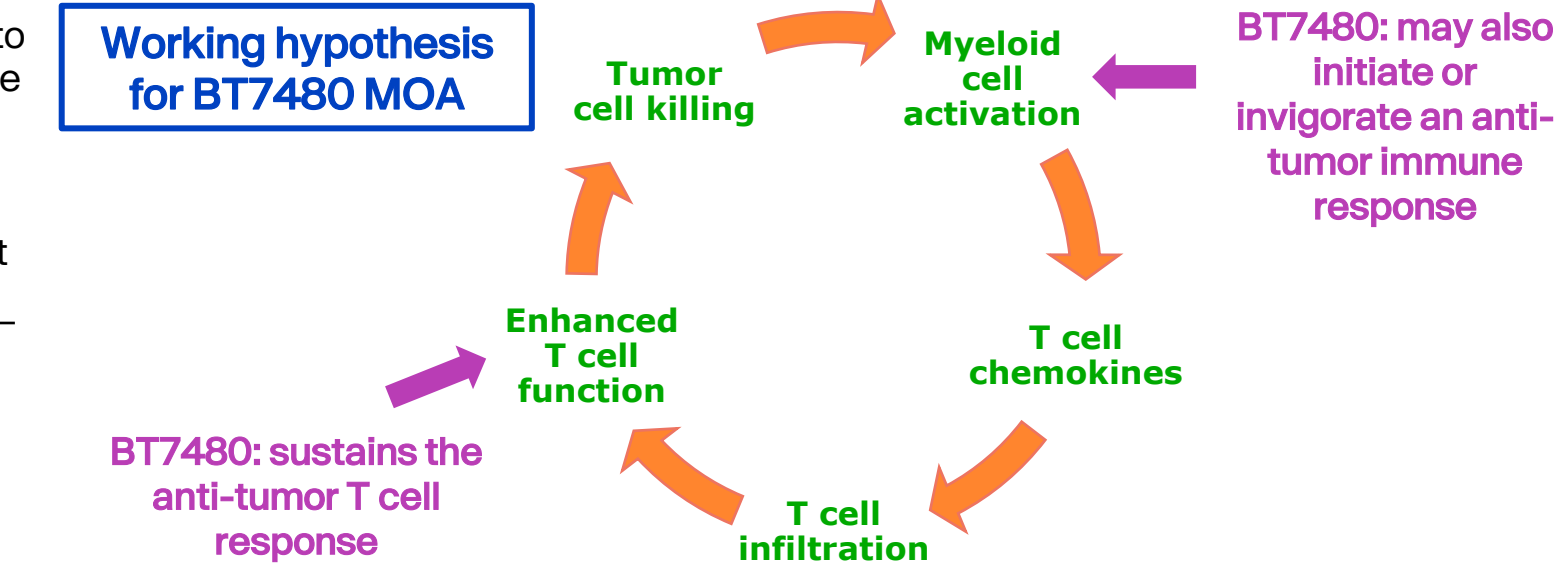 to
e
t
–
Working hypothesis
for BT7480 MOA
Tumor
cell killing
Myeloid
cell
activation
BT7480: may also
initiate or
invigorate an anti-
tumor immune
response
T cell
chemokines
T cell
infiltration
Enhanced
T cell
function
BT7480: sustains the
anti-tumor T cell
response